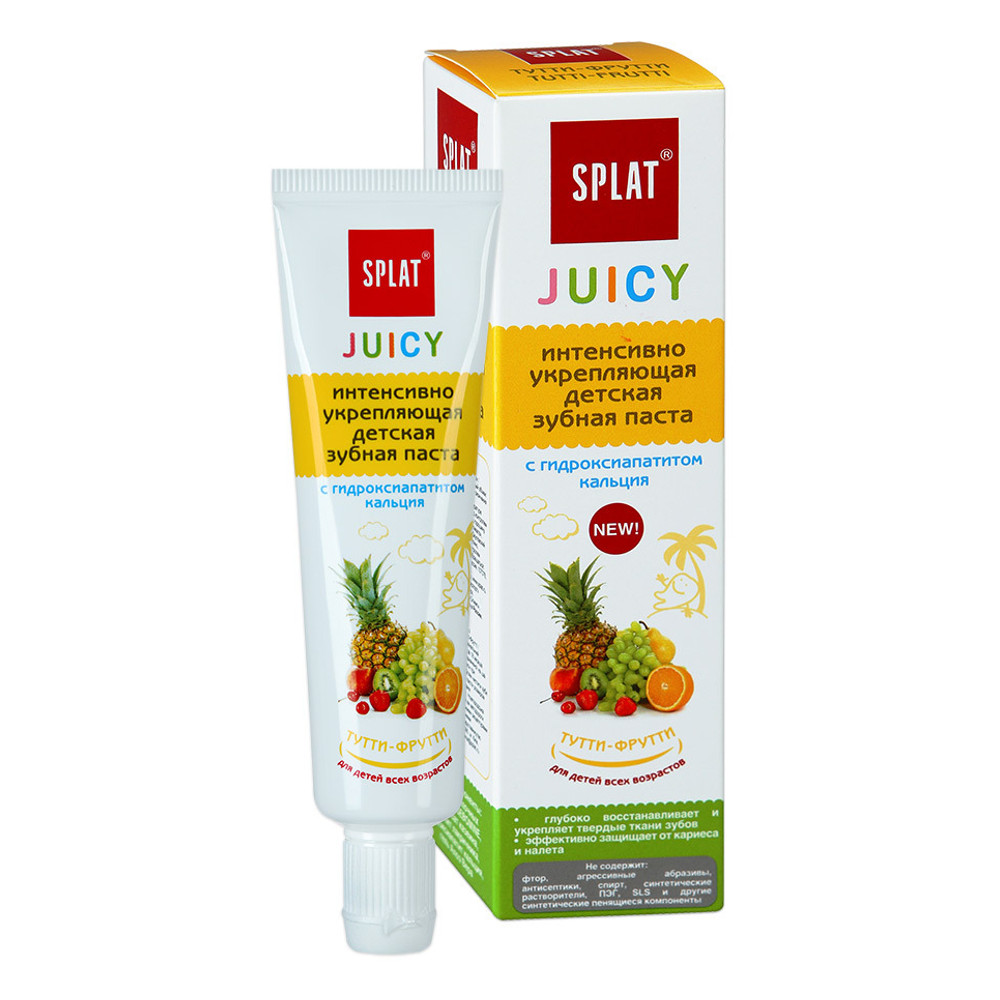 SPLAT
ТУТТИ-ФРУТТИ
TUTTI-FRUTTI
SPLAT®
JUICY
интенсивно
укрепляющая
детская
зубная паста
с гидроксиапатитом
кальция
NEW!
ТУТТИ-ФРУТТИ
для детей всех возрастов
• глубоко восстанавливает и
укрепляет твердые ткани зубов
• эффективно защищает от кариеса
и налета
Не содержит:
фтор, агрессивные абразивы,
антисептики, спирт, синтетические
растворители, ПЭГ, SLS и другие
синтетические пенящиеся компоненты
SPLAT®
SPLAT®
JUICY
интенсивно
укрепляющая
детская
зубная паста
с гидроксиапатитом
кальция
ТУТТИ-ФРУТТИ
для детей всех возрастов